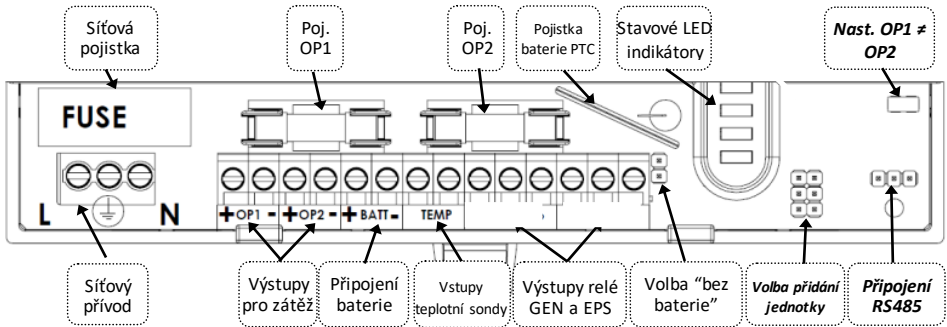 Síťová
pojistka
Poj.
OP1
Poj.
OP2
Pojistka
baterie PTC
Stavové LED
indikátory
Nast. OP1 ≠
OP2
FUSE
L N
+OP1 - +OP2 - +BATT- TEMP
Síťový
přívod
Výstupy
pro zátěž
Připojení
baterie
Vstupy
teplotní sondy
Výstupy relé
GEN a EPS
Volba “bez
baterie”
Volba přidání
jednotky
Připojení
RS485